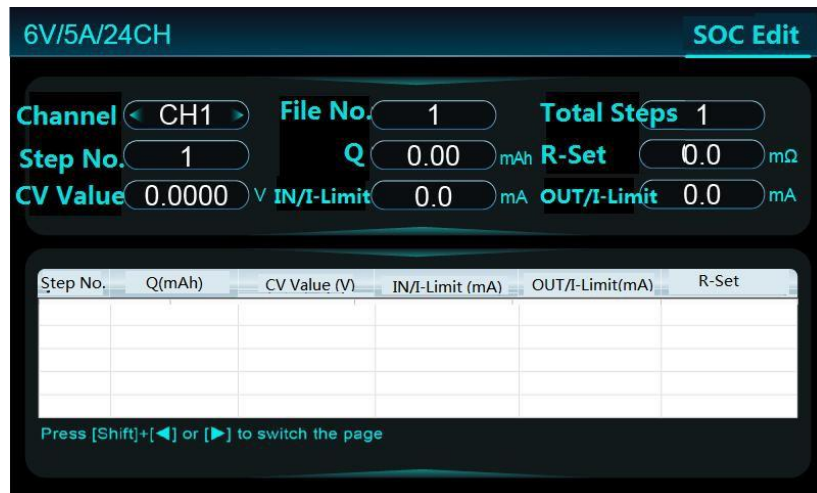 6V/5A/24CH SOC Edit
Channel CH1 File No. 1 Total Steps 1
Step No. 1 Q 0.00 mAh R-Set 0.0 mΩ
CV Value 0.0000 V IN/I-Limit 0.0 mA OUT/I-Limit 0.0 mA
Step No. Q(mAh) CV Value (V) IN/I-Limit (mA) OUT/I-Limit(mA) R-Set
Press [Shift]+[◀] or [▶] to switch the page